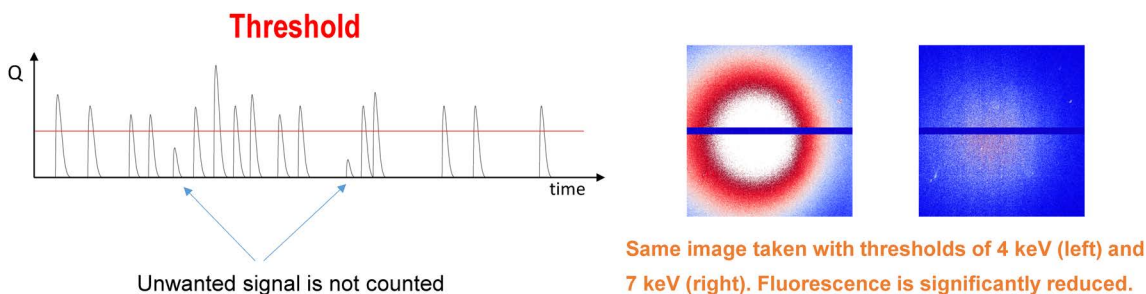 Threshold
Q
time
Unwanted signal is not counted
Same image taken with thresholds of 4 keV (left) and
7 keV (right). Fluorescence is significantly reduced.